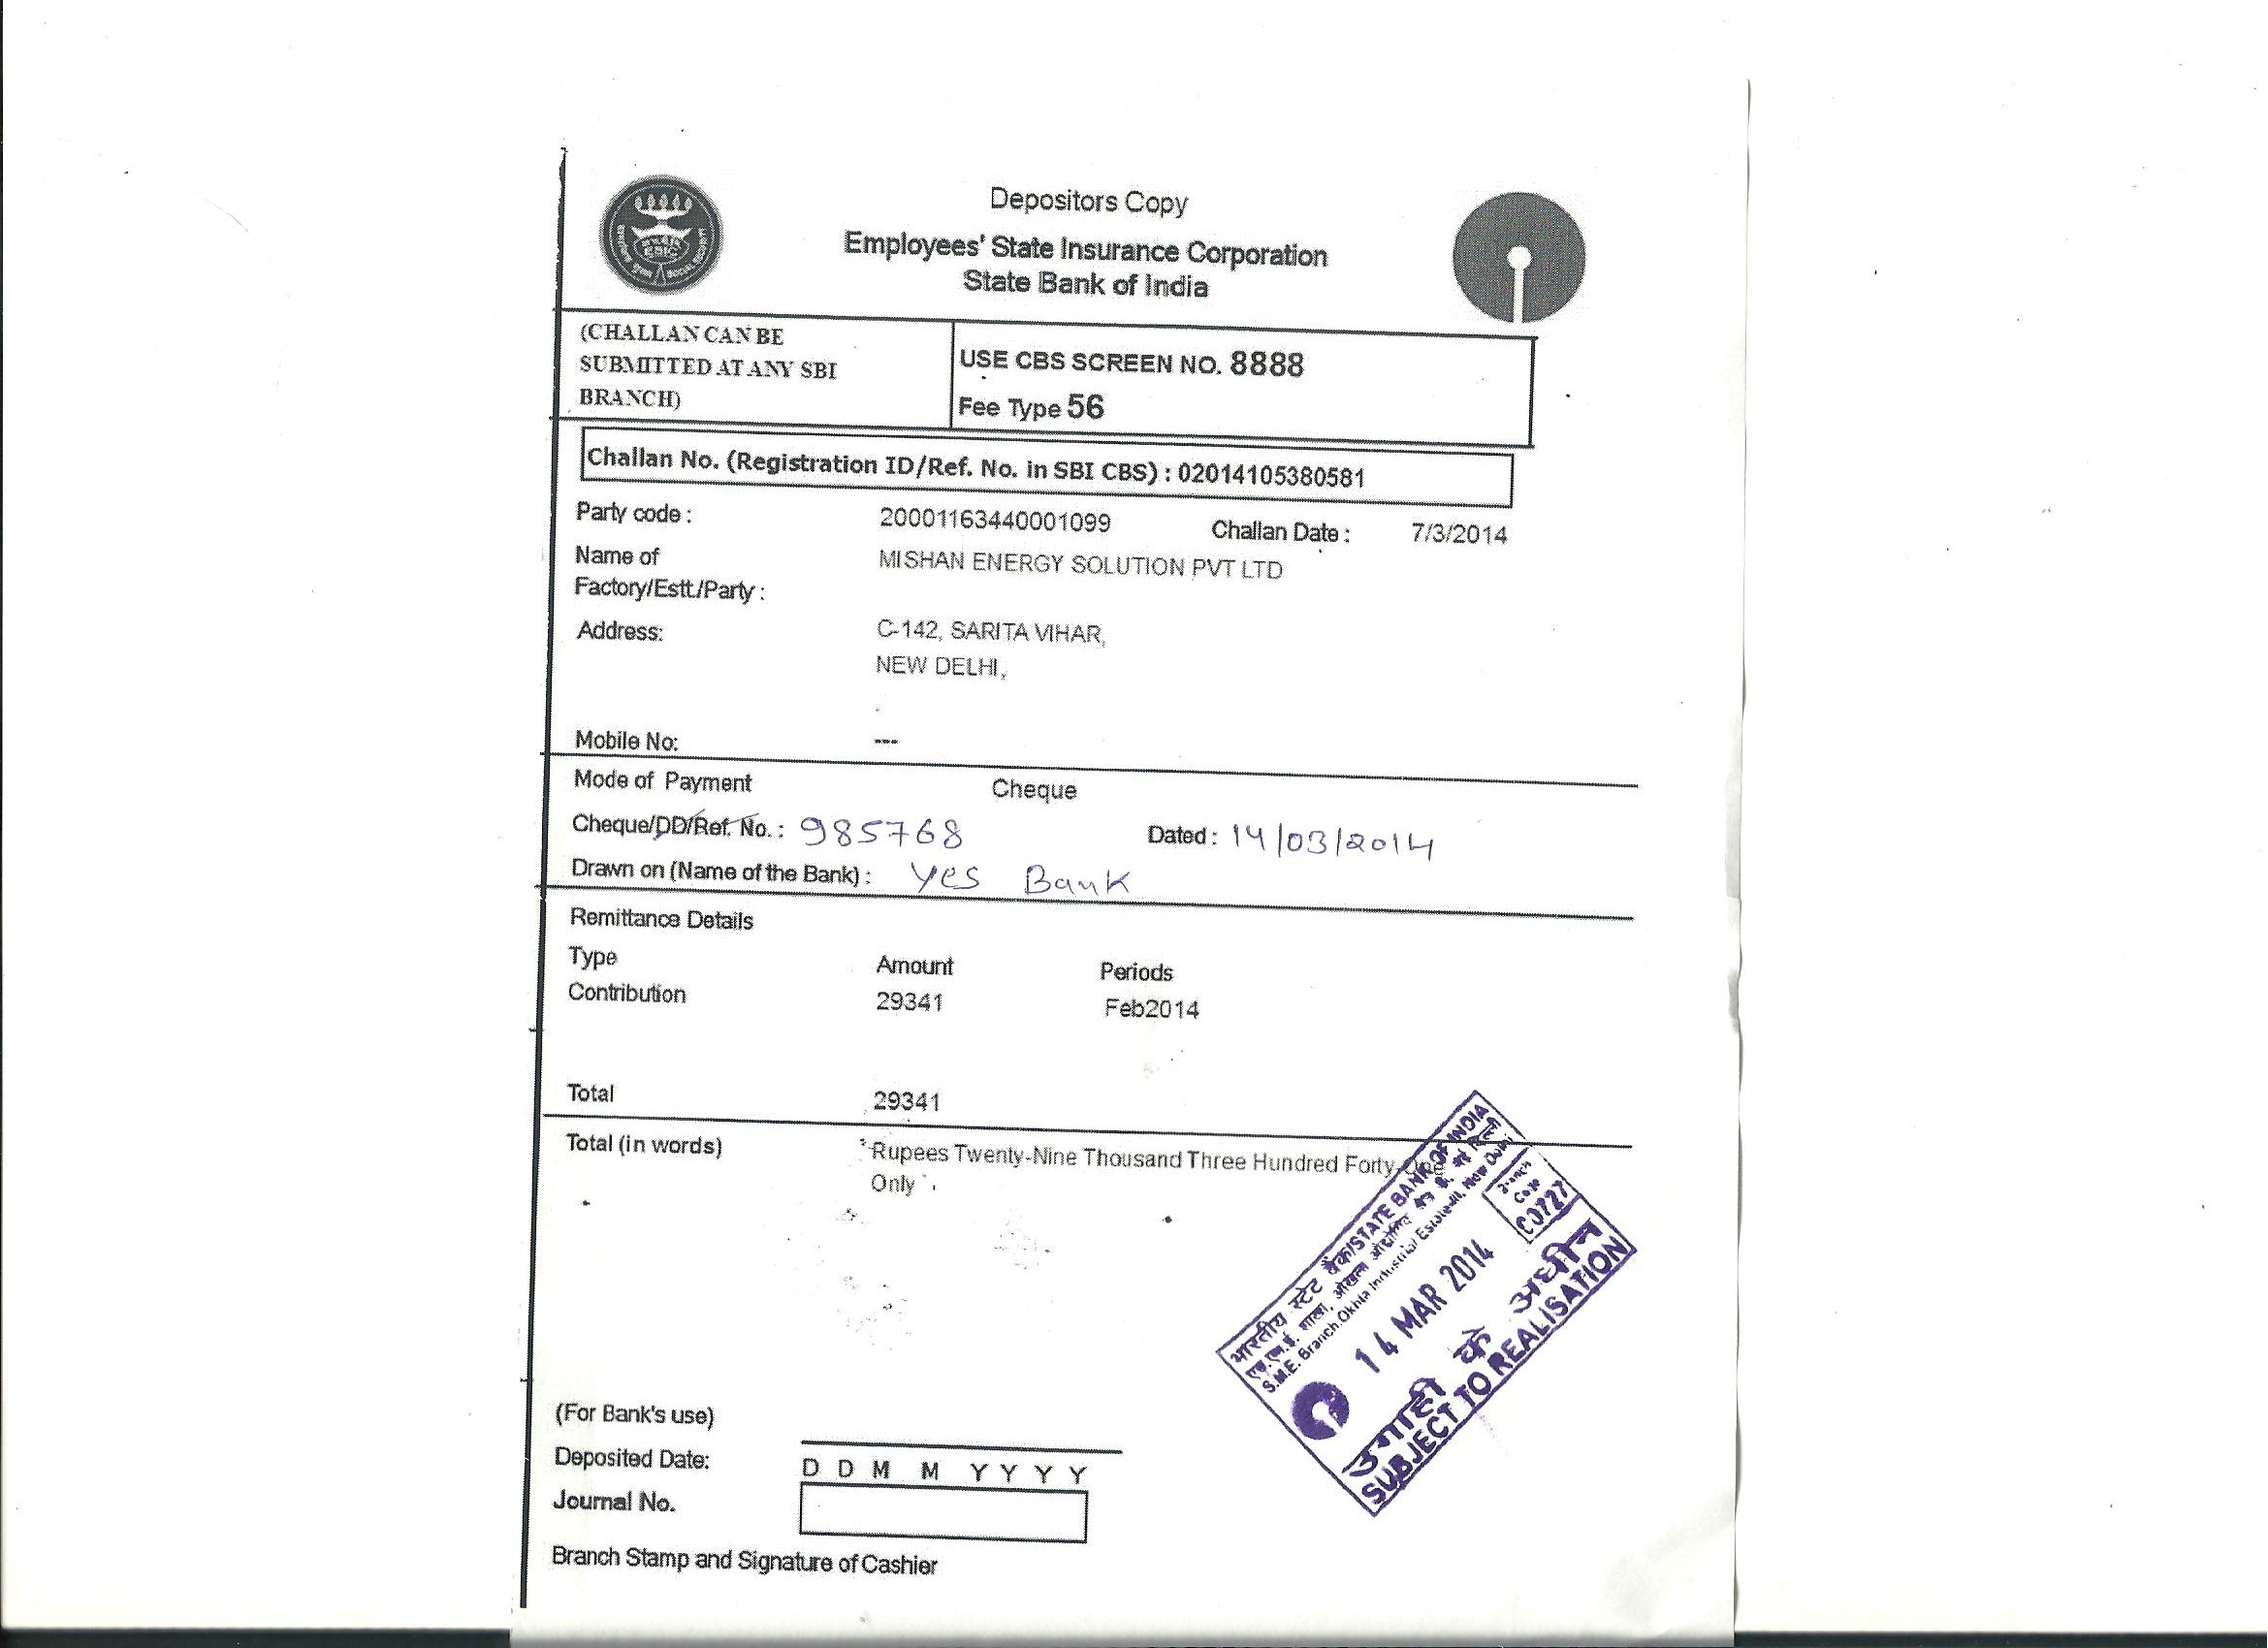 Depositors Copy
Employees' State Insurance Corporation
State Bank of India
(CHALLAN CAN BE
SUBMITTED AT ANY SBI
BRANCH)
USE CBS SCREEN NO. 8888
Fee Type 56
Challan No. (Registration ID/Ref. No. in SBI CBS) : 02014105380581
Party code : 20001163440001099 Challan Date : 7/3/2014
Name of MISHAN ENERGY SOLUTION PVT LTD
Factory/Estt./Party :
Address: C-142, SARITA VIHAR,
NEW DELHI,
Mobile No: ---
Mode of Payment Cheque
Cheque/DD/Ref. No. : 985768 Dated : 14/03/2014
Drawn on (Name of the Bank) : Yes Bank
Remittance Details
Type Amount Periods
Contribution 29341 Feb2014
Total 29341
Total (in words) Rupees Twenty-Nine Thousand Three Hundred Forty-One
Only
भारतीय स्टेट बैंक/STATE BANK OF INDIA
एस.एम.ई. शाखा, ओखला औद्योगिक
S.M.E. Branch, Okhla Industrial Estate-III, New Delhi
Branch
Code
C0727
14 MAR 2014
उगाही के अधीन
SUBJECT TO REALISATION
(For Bank's use)
Deposited Date: D D M M Y Y Y Y
Journal No.
Branch Stamp and Signature of Cashier